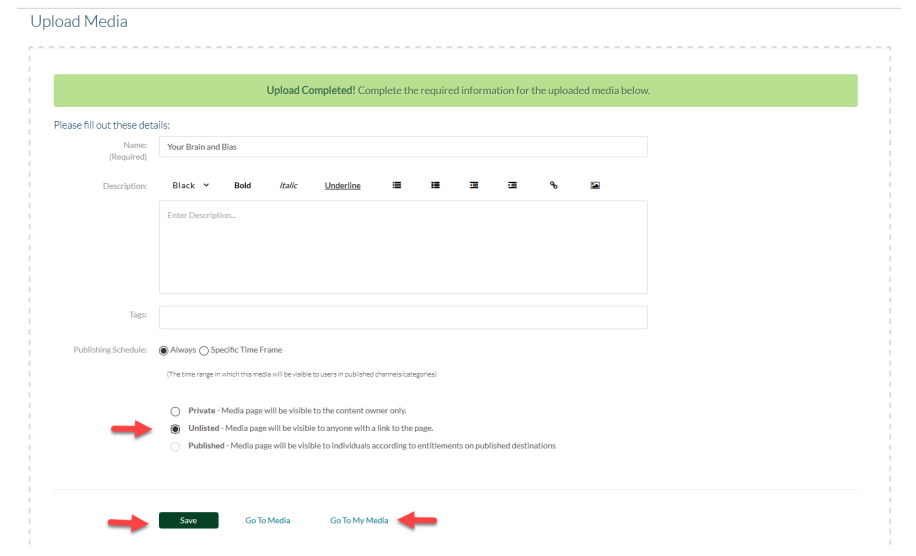 Upload Media
Upload Completed! Complete the required information for the uploaded media below.
Please fill out these details:
Name:
(Required)
Your Brain and Bias
Description:
Black Bold Italic Underline
Enter Description...
Tags:
Publishing Schedule: Always Specific Time Frame
(The time range in which this media will be visible to users in published channels/categories)
Private - Media page will be visible to the content owner only.
Unlisted - Media page will be visible to anyone with a link to the page.
Published - Media page will be visible to individuals according to entitlements on published destinations
Save Go To Media Go To My Media